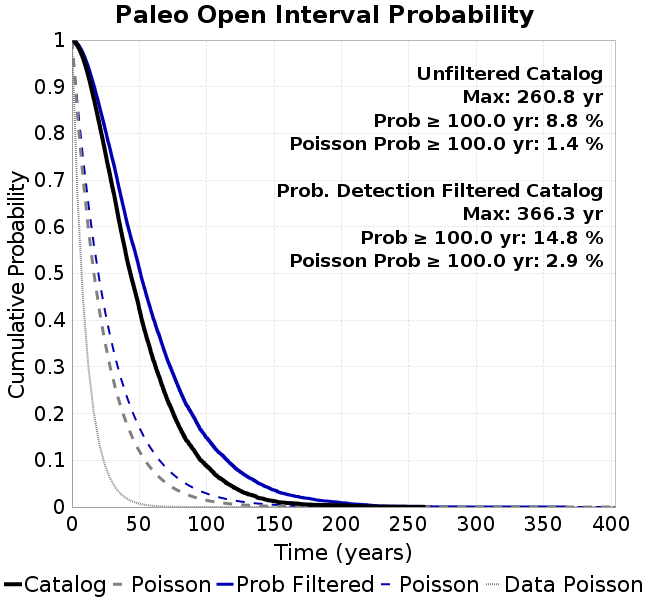 Paleo Open Interval Probability
Unfiltered Catalog
Max: 260.8 yr
Prob ≥ 100.0 yr: 8.8 %
Poisson Prob ≥ 100.0 yr: 1.4 %
Prob. Detection Filtered Catalog
Max: 366.3 yr
Prob ≥ 100.0 yr: 14.8 %
Poisson Prob ≥ 100.0 yr: 2.9 %
Cumulative Probability
1
0.9
0.8
0.7
0.6
0.5
0.4
0.3
0.2
0.1
0
0 50 100 150 200 250 300 350 400
Time (years)
Catalog Poisson Prob Filtered Poisson Data Poisson